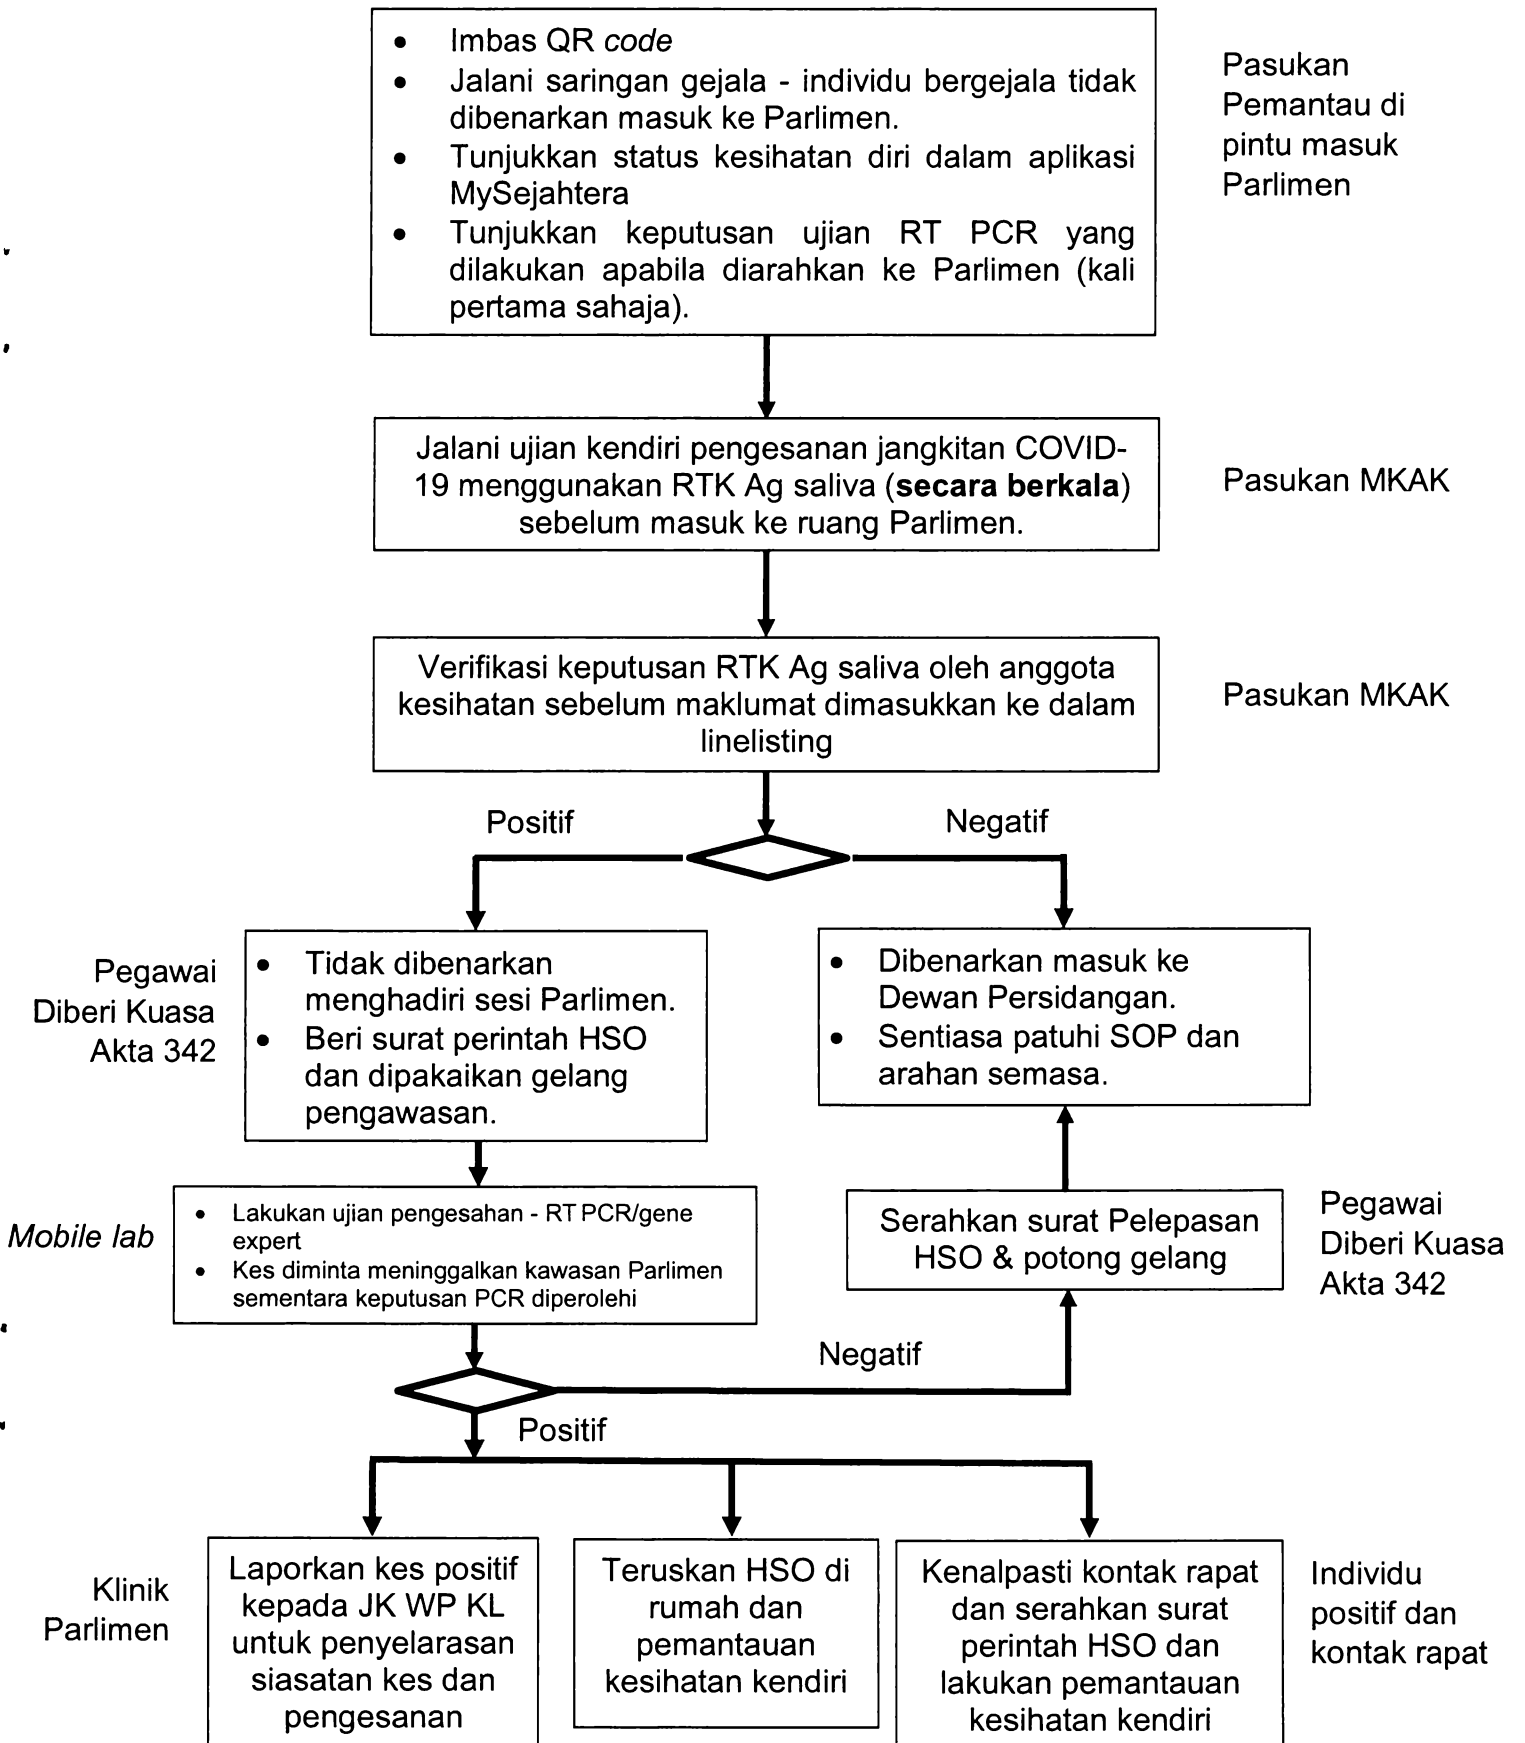 • Imbas QR code
• Jalani saringan gejala - individu bergejala tidak
dibenarkan masuk ke Parlimen.
• Tunjukkan status kesihatan diri dalam aplikasi
MySejahtera
• Tunjukkan keputusan ujian RT PCR yang
dilakukan apabila diarahkan ke Parlimen (kali
pertama sahaja).
Pasukan
Pemantau di
pintu masuk
Parlimen
Jalani ujian kendiri pengesanan jangkitan COVID-
19 menggunakan RTK Ag saliva (secara berkala)
sebelum masuk ke ruang Parlimen.
Pasukan MKAK
Verifikasi keputusan RTK Ag saliva oleh anggota
kesihatan sebelum maklumat dimasukkan ke dalam
linelisting
Pasukan MKAK
Positif
Negatif
Pegawai
Diberi Kuasa
Akta 342
• Tidak dibenarkan
menghadiri sesi Parlimen.
• Beri surat perintah HSO
dan dipakaikan gelang
pengawasan.
• Dibenarkan masuk ke
Dewan Persidangan.
• Sentiasa patuhi SOP dan
arahan semasa.
Mobile lab
• Lakukan ujian pengesahan - RT PCR/gene
expert
• Kes diminta meninggalkan kawasan Parlimen
sementara keputusan PCR diperolehi
Serahkan surat Pelepasan
HSO & potong gelang
Pegawai
Diberi Kuasa
Akta 342
Negatif
Positif
Klinik
Parlimen
Laporkan kes positif
kepada JK WP KL
untuk penyelarasan
siasatan kes dan
pengesanan
Teruskan HSO di
rumah dan
pemantauan
kesihatan kendiri
Kenalpasti kontak rapat
dan serahkan surat
perintah HSO dan
lakukan pemantauan
kesihatan kendiri
Individu
positif dan
kontak rapat